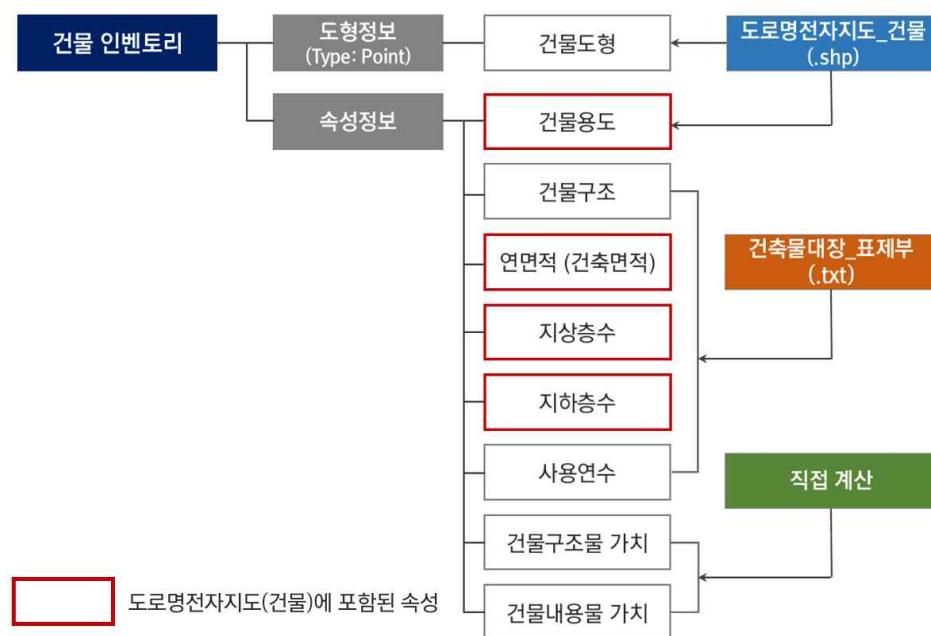 건물 인벤토리
도형정보
(Type: Point)
건물도형
도로명전자지도_건물
(.shp)
속성정보
건물용도
건물구조
연면적 (건축면적)
건축물대장_표제부
(.txt)
지상층수
지하층수
사용연수
직접 계산
건물구조물 가치
건물내용물 가치
도로명전자지도(건물)에 포함된 속성